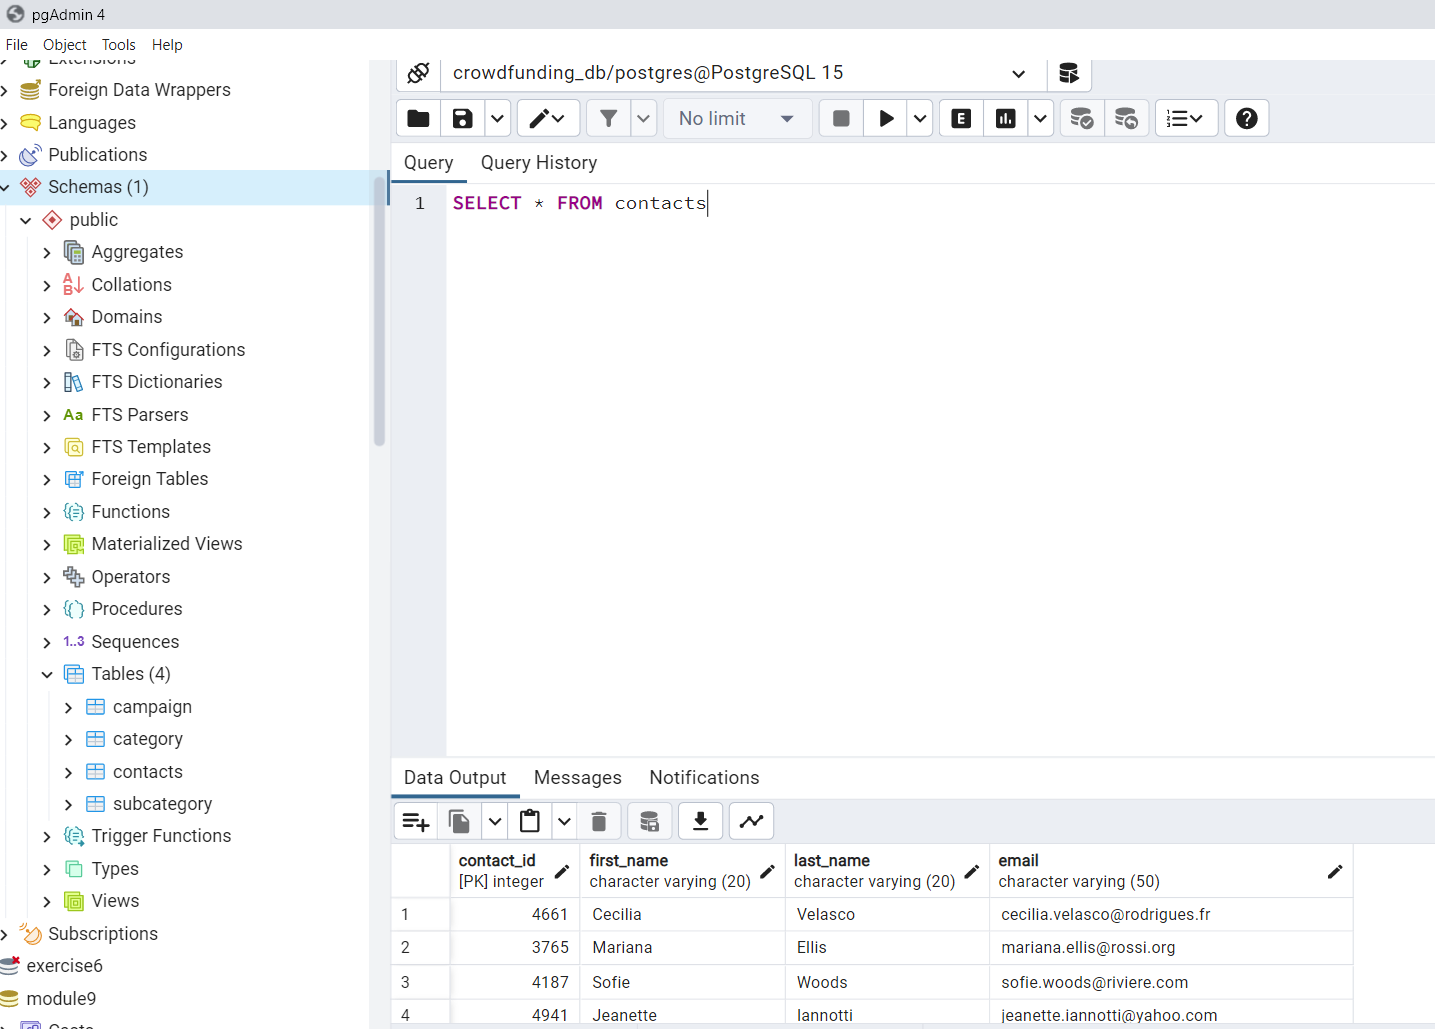 pgAdmin 4
File Object Tools Help
Extensions
Foreign Data Wrappers
Languages
Publications
Schemas (1)
public
Aggregates
Collations
Domains
FTS Configurations
FTS Dictionaries
Aa FTS Parsers
FTS Templates
Foreign Tables
Functions
Materialized Views
Operators
Procedures
1..3 Sequences
Tables (4)
campaign
category
contacts
subcategory
Trigger Functions
Types
Views
Subscriptions
exercise6
module9
Casts
crowdfunding_db/postgres@PostgreSQL 15
No limit
E
Query Query History
1 SELECT * FROM contacts
Data Output Messages Notifications
contact_id first_name last_name email
[PK] integer character varying (20) character varying (20) character varying (50)
1 4661 Cecilia Velasco cecilia.velasco@rodrigues.fr
2 3765 Mariana Ellis mariana.ellis@rossi.org
3 4187 Sofie Woods sofie.woods@riviere.com
4 4941 Jeanette Iannotti jeanette.iannotti@yahoo.com